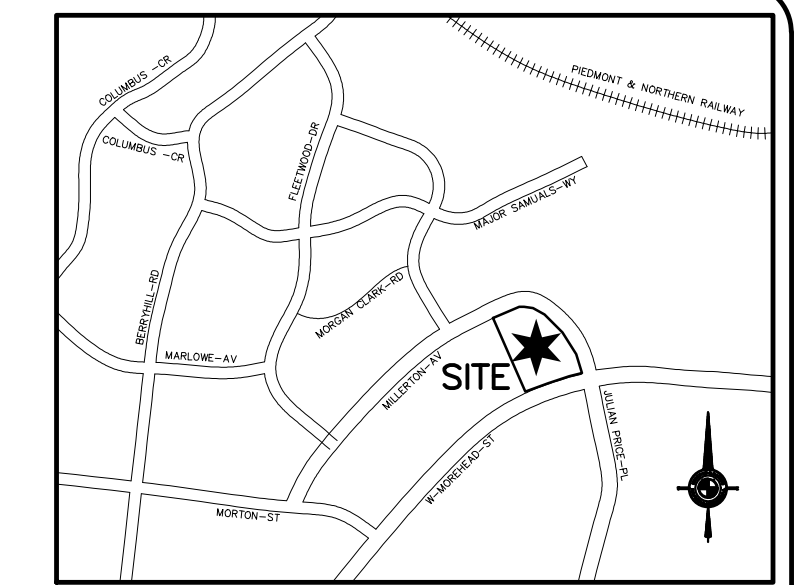 COLUMBUS -CR
PIEDMONT & NORTHERN RAILWAY
COLUMBUS -CR
FLEETWOOD-DR
MAJOR SAMUALS-WY
BERRYHILL-RD
MORGAN CLARK-RD
MARLOWE-AV
MILLERTON-AV
SITE
JULIAN PRICE-PL
W-MOREHEAD-ST
MORTON-ST